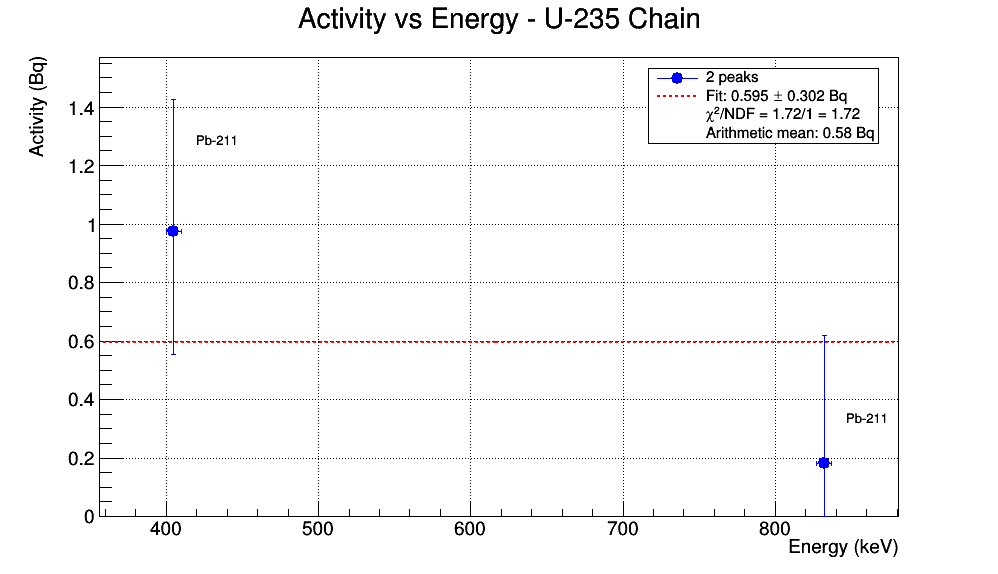 Activity vs Energy - U-235 Chain
Activity (Bq)
2 peaks
Fit: 0.595 ± 0.302 Bq
χ²/NDF = 1.72/1 = 1.72
Arithmetic mean: 0.58 Bq
1.4
Pb-211
1.2
1
0.8
0.6
0.4
Pb-211
0.2
0
400 500 600 700 800
Energy (keV)